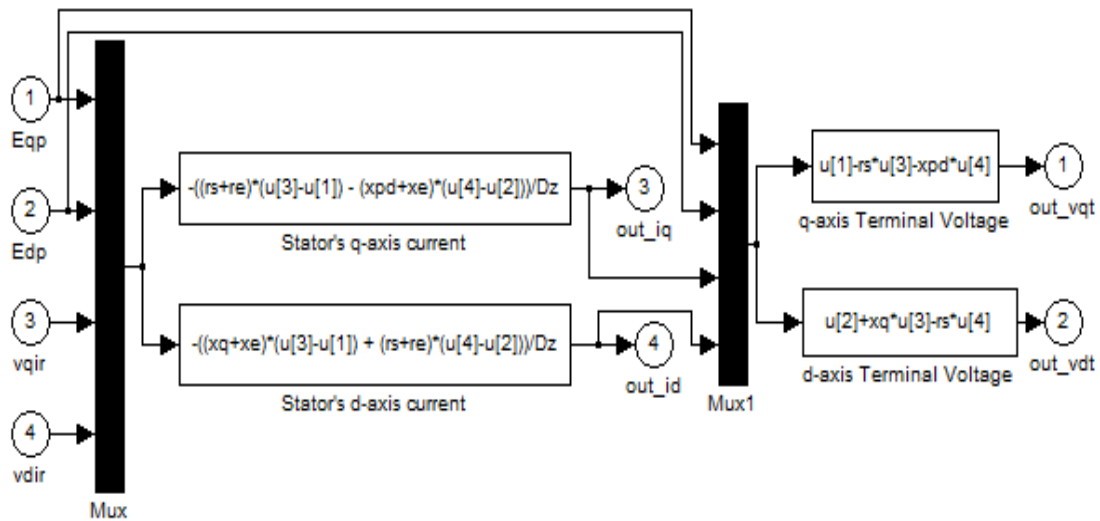 1
Eqp
2
Edp
3
vqir
4
vdir
Mux
-((rs+re)*(u[3]-u[1]) - (xpd+xe)*(u[4]-u[2]))/Dz
Stator's q-axis current
3
out_iq
-((xq+xe)*(u[3]-u[1]) + (rs+re)*(u[4]-u[2]))/Dz
Stator's d-axis current
4
out_id
Mux1
u[1]-rs*u[3]-xpd*u[4]
q-axis Terminal Voltage
1
out_vqt
u[2]+xq*u[3]-rs*u[4]
d-axis Terminal Voltage
2
out_vdt